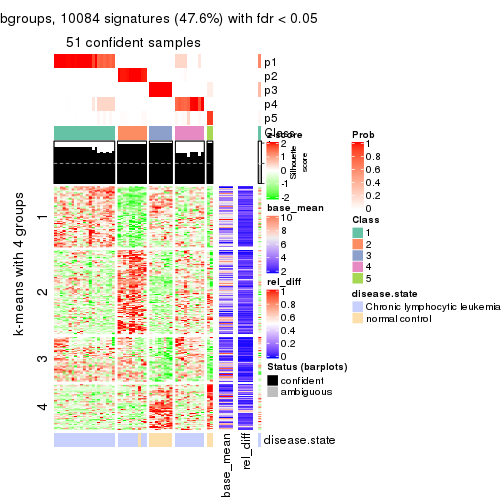 bgroups, 10084 signatures (47.6%) with fdr < 0.05
51 confident samples
p1
p2
p3
p4
p5
Class
Silhouette
score
k-means with 4 groups
1
2
3
4
base_mean
rel_diff
disease.state
z-score
2
1
0
-1
-2
base_mean
10
8
6
4
2
rel_diff
1
0.8
0.6
0.4
0.2
0
Status (barplots)
confident
ambiguous
Prob
1
0.8
0.6
0.4
0.2
0
Class
1
2
3
4
5
disease.state
Chronic lymphocytic leukemia
normal control